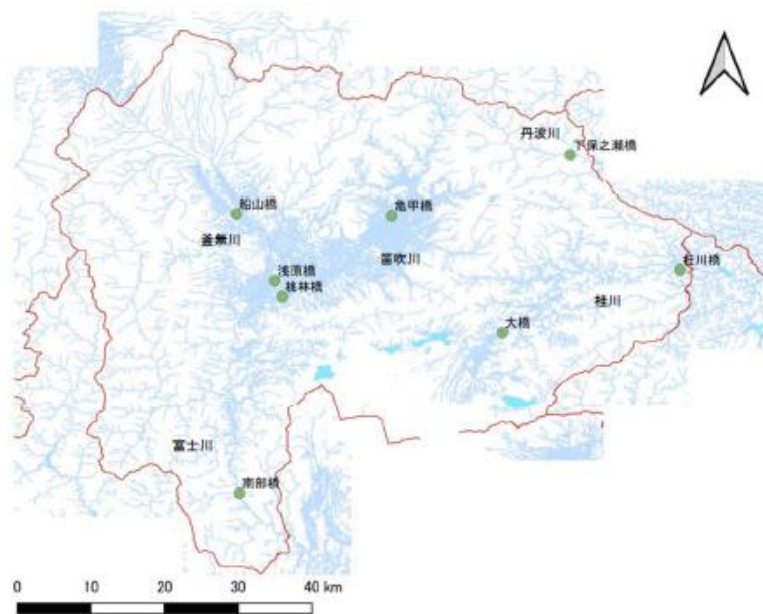 丹波川
下保之瀬橋
船山橋
亀甲橋
釜無川
笛吹川
浅原橋
桃林橋
桂川橋
桂川
大橋
富士川
南部橋
0 10 20 30 40 km